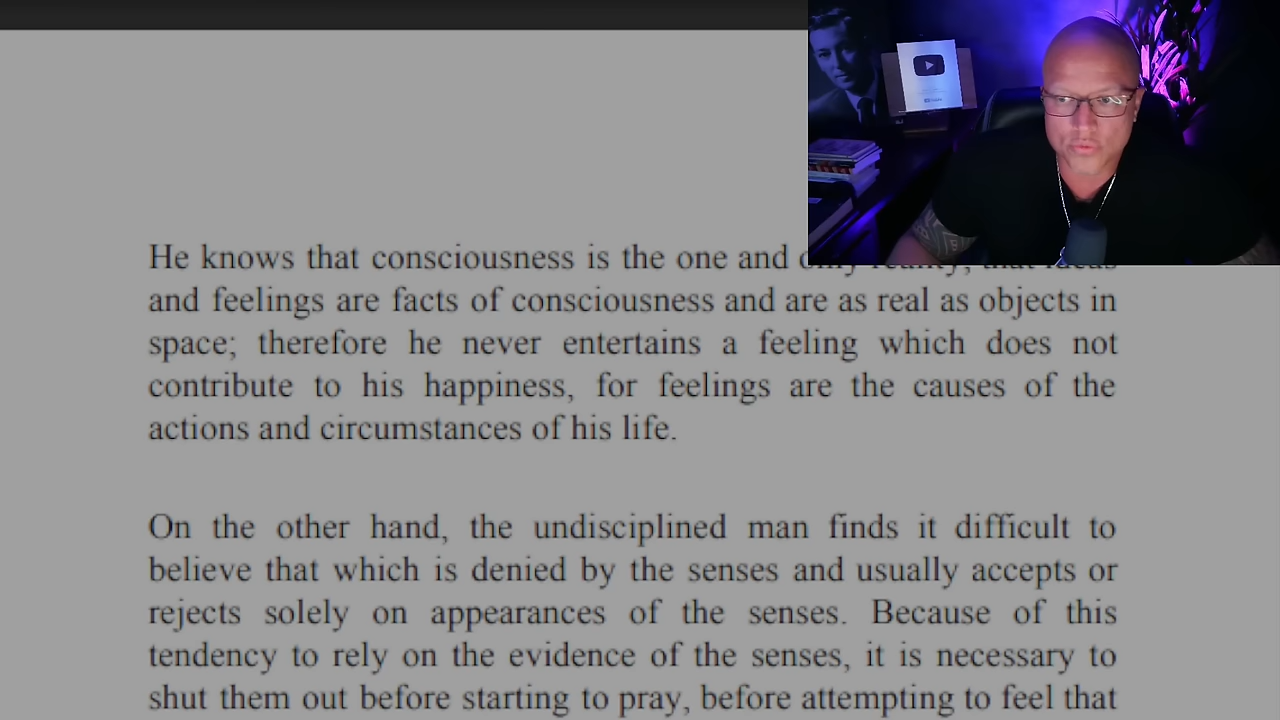 He knows that consciousness is the one and only reality, that ideas
and feelings are facts of consciousness and are as real as objects in
space; therefore he never entertains a feeling which does not
contribute to his happiness, for feelings are the causes of the
actions and circumstances of his life.
On the other hand, the undisciplined man finds it difficult to
believe that which is denied by the senses and usually accepts or
rejects solely on appearances of the senses. Because of this
tendency to rely on the evidence of the senses, it is necessary to
shut them out before starting to pray, before attempting to feel that